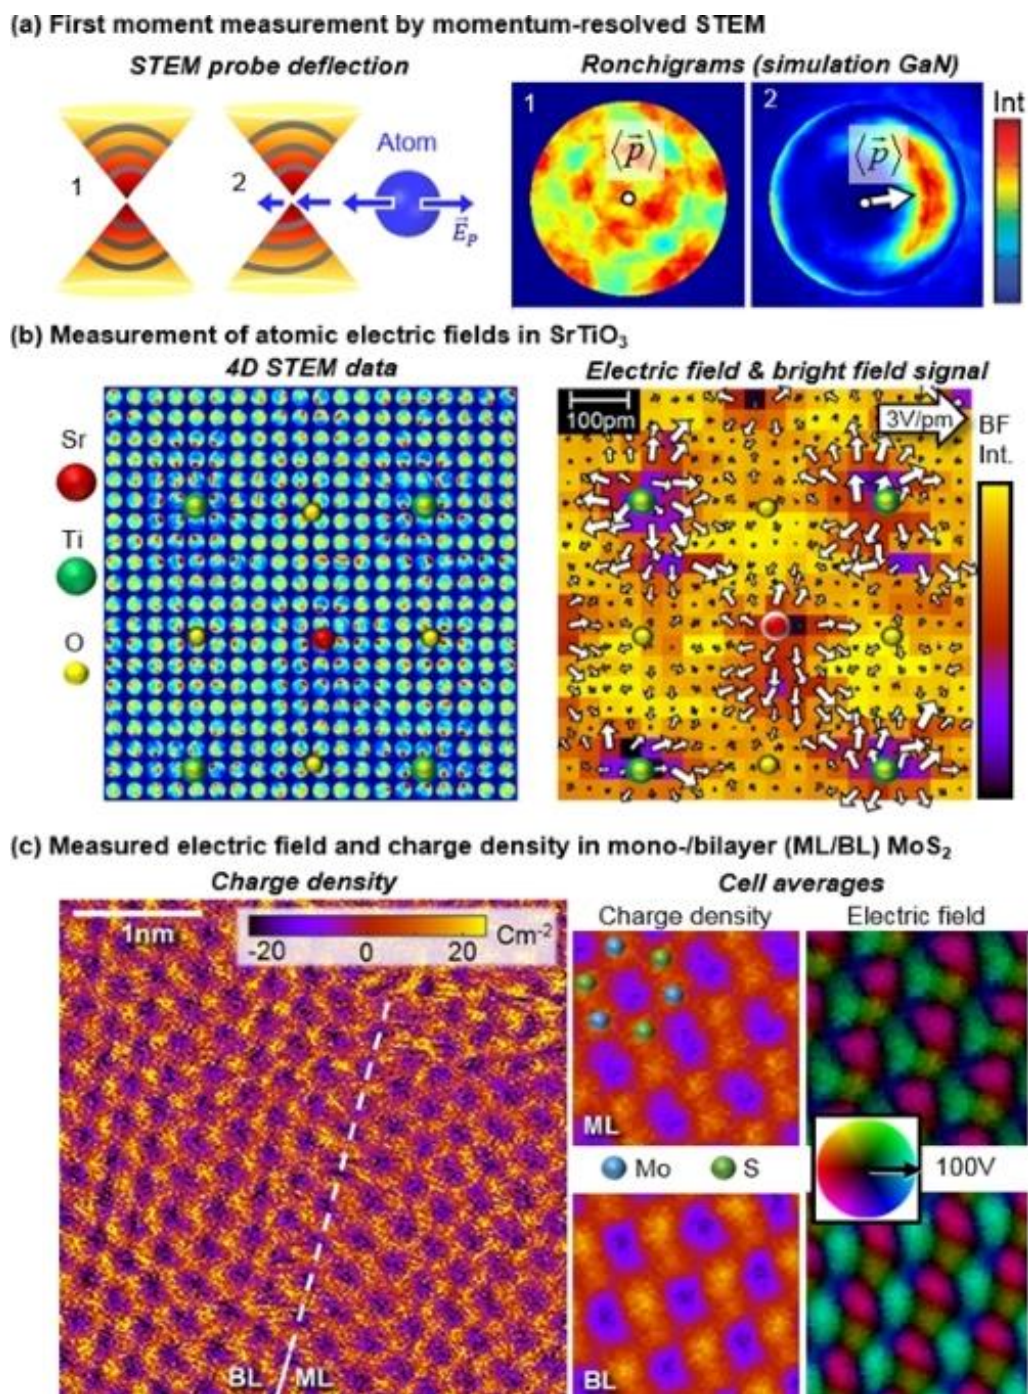 (a) First moment measurement by momentum-resolved STEM
STEM probe deflection
Ronchigrams (simulation GaN)
1
2
Atom
E⃗P
1
⟨p⃗⟩
2
⟨p⃗⟩
Int
(b) Measurement of atomic electric fields in SrTiO₃
4D STEM data
Electric field & bright field signal
Sr
Ti
O
100pm
3V/pm
BF
Int.
(c) Measured electric field and charge density in mono-/bilayer (ML/BL) MoS₂
Charge density
Cell averages
1nm
-20 0 20
Cm⁻²
BL
ML
Charge density
Electric field
ML
Mo
S
100V
BL